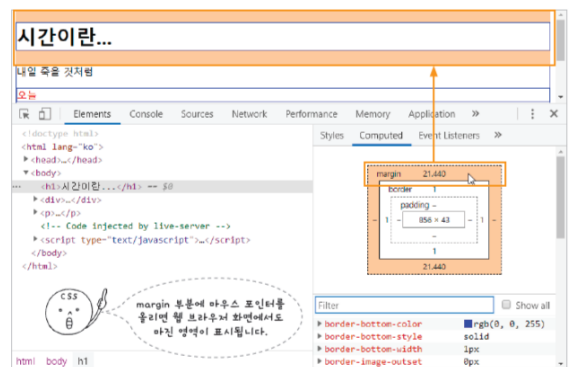 시간이란...
내일 죽을 것처럼
오늘
Elements Console Sources Network Performance Memory Application »
<!doctype html>
<html lang="ko">
<head>…</head>
<body>
<h1>시간이란...</h1> == $0
<div>…</div>
<p>…</p>
<!-- Code injected by live-server -->
<script type="text/javascript">…</script>
</body>
</html>
Styles Computed Event Listeners »
margin 21.440
border 1
padding –
– 1 – 856 × 43 – 1 –
–
1
21.440
CSS
margin 부분에 마우스 포인터를
올리면 웹 브라우저 화면에서도
마진 영역이 표시됩니다.
Filter Show all
border-bottom-color rgb(0, 0, 255)
border-bottom-style solid
border-bottom-width 1px
border-image-outset 0px
html body h1